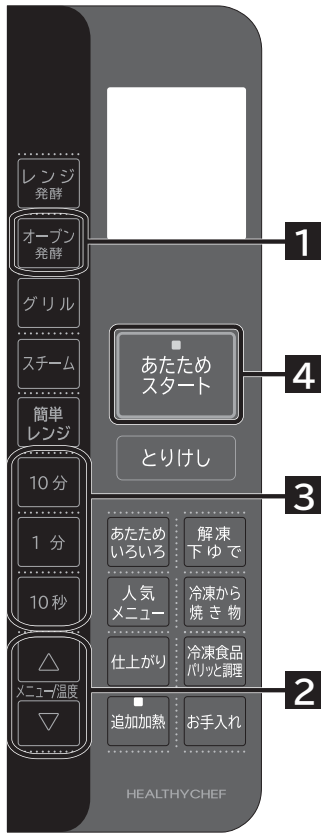 レンジ
発酵
オーブン
発酵
1
グリル
スチーム
あたため
スタート
4
簡単
レンジ
とりけし
10分
3
1 分
10秒
あたため
いろいろ
解凍
下ゆで
人気
メニュー
冷凍から
焼き物
△
メニュー/温度
▽
2
仕上がり
冷凍食品
パリッと調理
追加加熱
お手入れ
HEALTHYCHEF